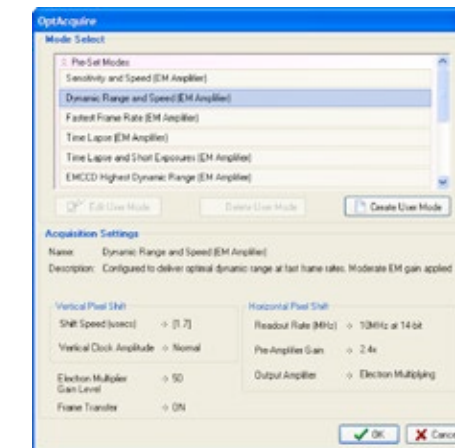 OptAcquire
Mode Select
Pre-Set Modes
Sensitivity and Speed (EM Amplifier)
Dynamic Range and Speed (EM Amplifier)
Fastest Frame Rate (EM Amplifier)
Time Lapse (EM Amplifier)
Time Lapse and Short Exposures (EM Amplifier)
EMCCD Highest Dynamic Range (EM Amplifier)
Edit User Mode Delete User Mode Create User Mode
Acquisition Settings
Name: Dynamic Range and Speed (EM Amplifier)
Description: Configured to deliver optimal dynamic range at fast frame rates. Moderate EM gain applied
Vertical Pixel Shift Horizontal Pixel Shift
Shift Speed (usecs) [1.7] Readout Rate (MHz) 10MHz at 14-bit
Vertical Clock Amplitude Normal Pre-Amplifier Gain 2.4x
Electron Multiplier Gain Level 50 Output Amplifier Electron Multiplying
Frame Transfer ON
OK Canc